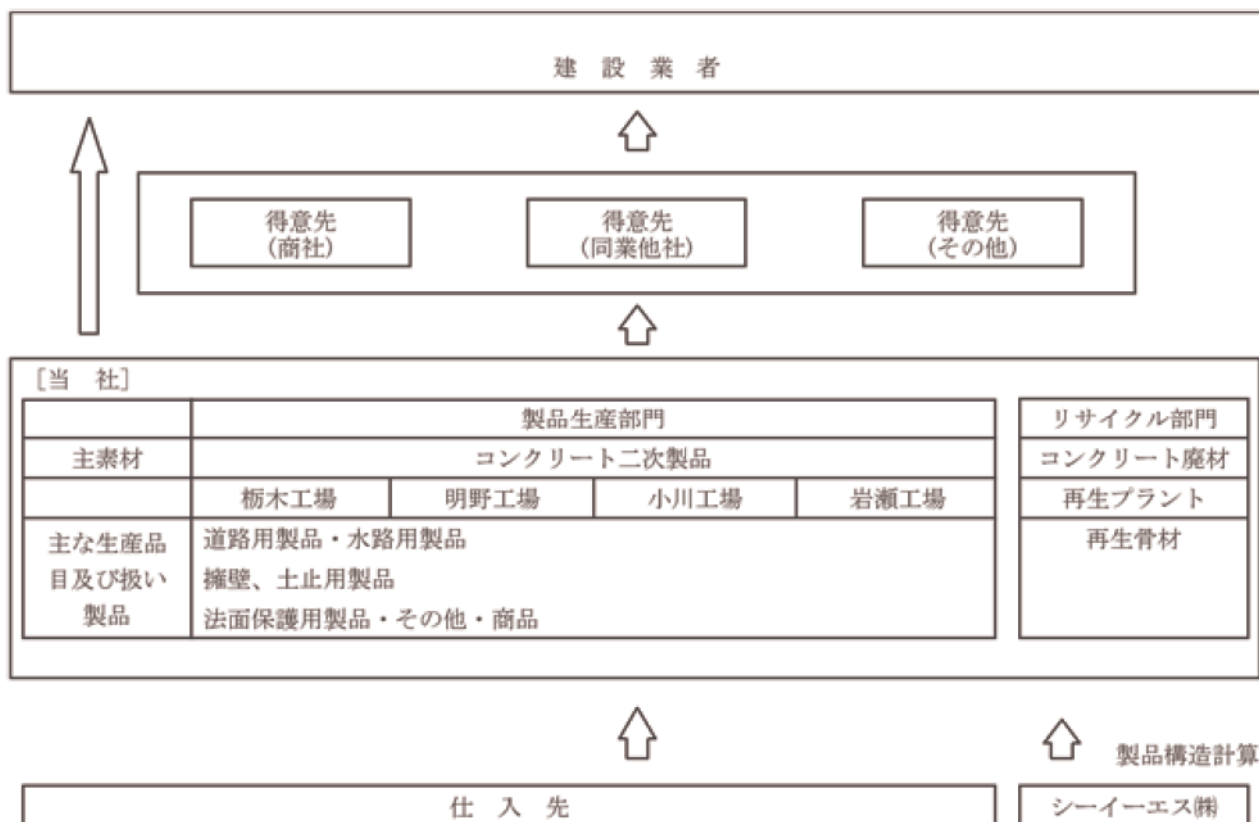 建設業者
得意先
(商社)
得意先
(同業他社)
得意先
(その他)
[当 社]
製品生産部門
リサイクル部門
主素材
コンクリート二次製品
コンクリート廃材
栃木工場
明野工場
小川工場
岩瀬工場
再生プラント
主な生産品
目及び扱い
製品
道路用製品・水路用製品
擁壁、土止用製品
法面保護用製品・その他・商品
再生骨材
製品構造計算
仕入先
シーイーエス㈱